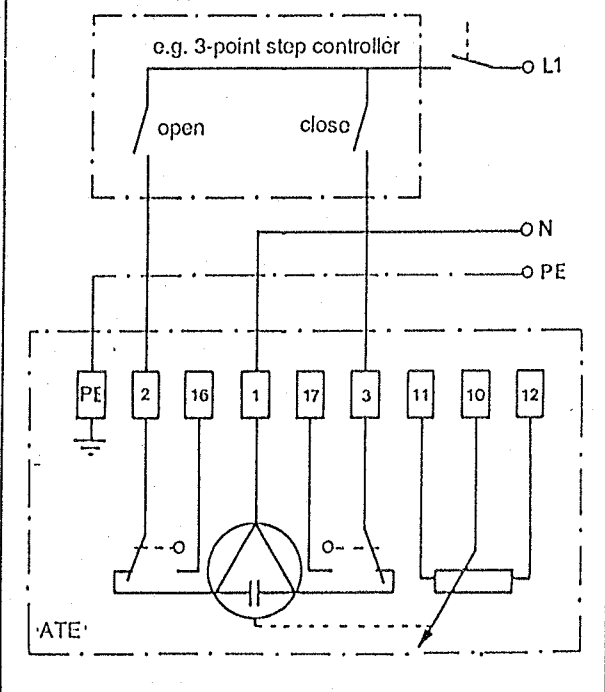 e.g. 3-point step controller
L1
open
close
N
PE
PE
2
16
1
17
3
11
10
12
'ATE'